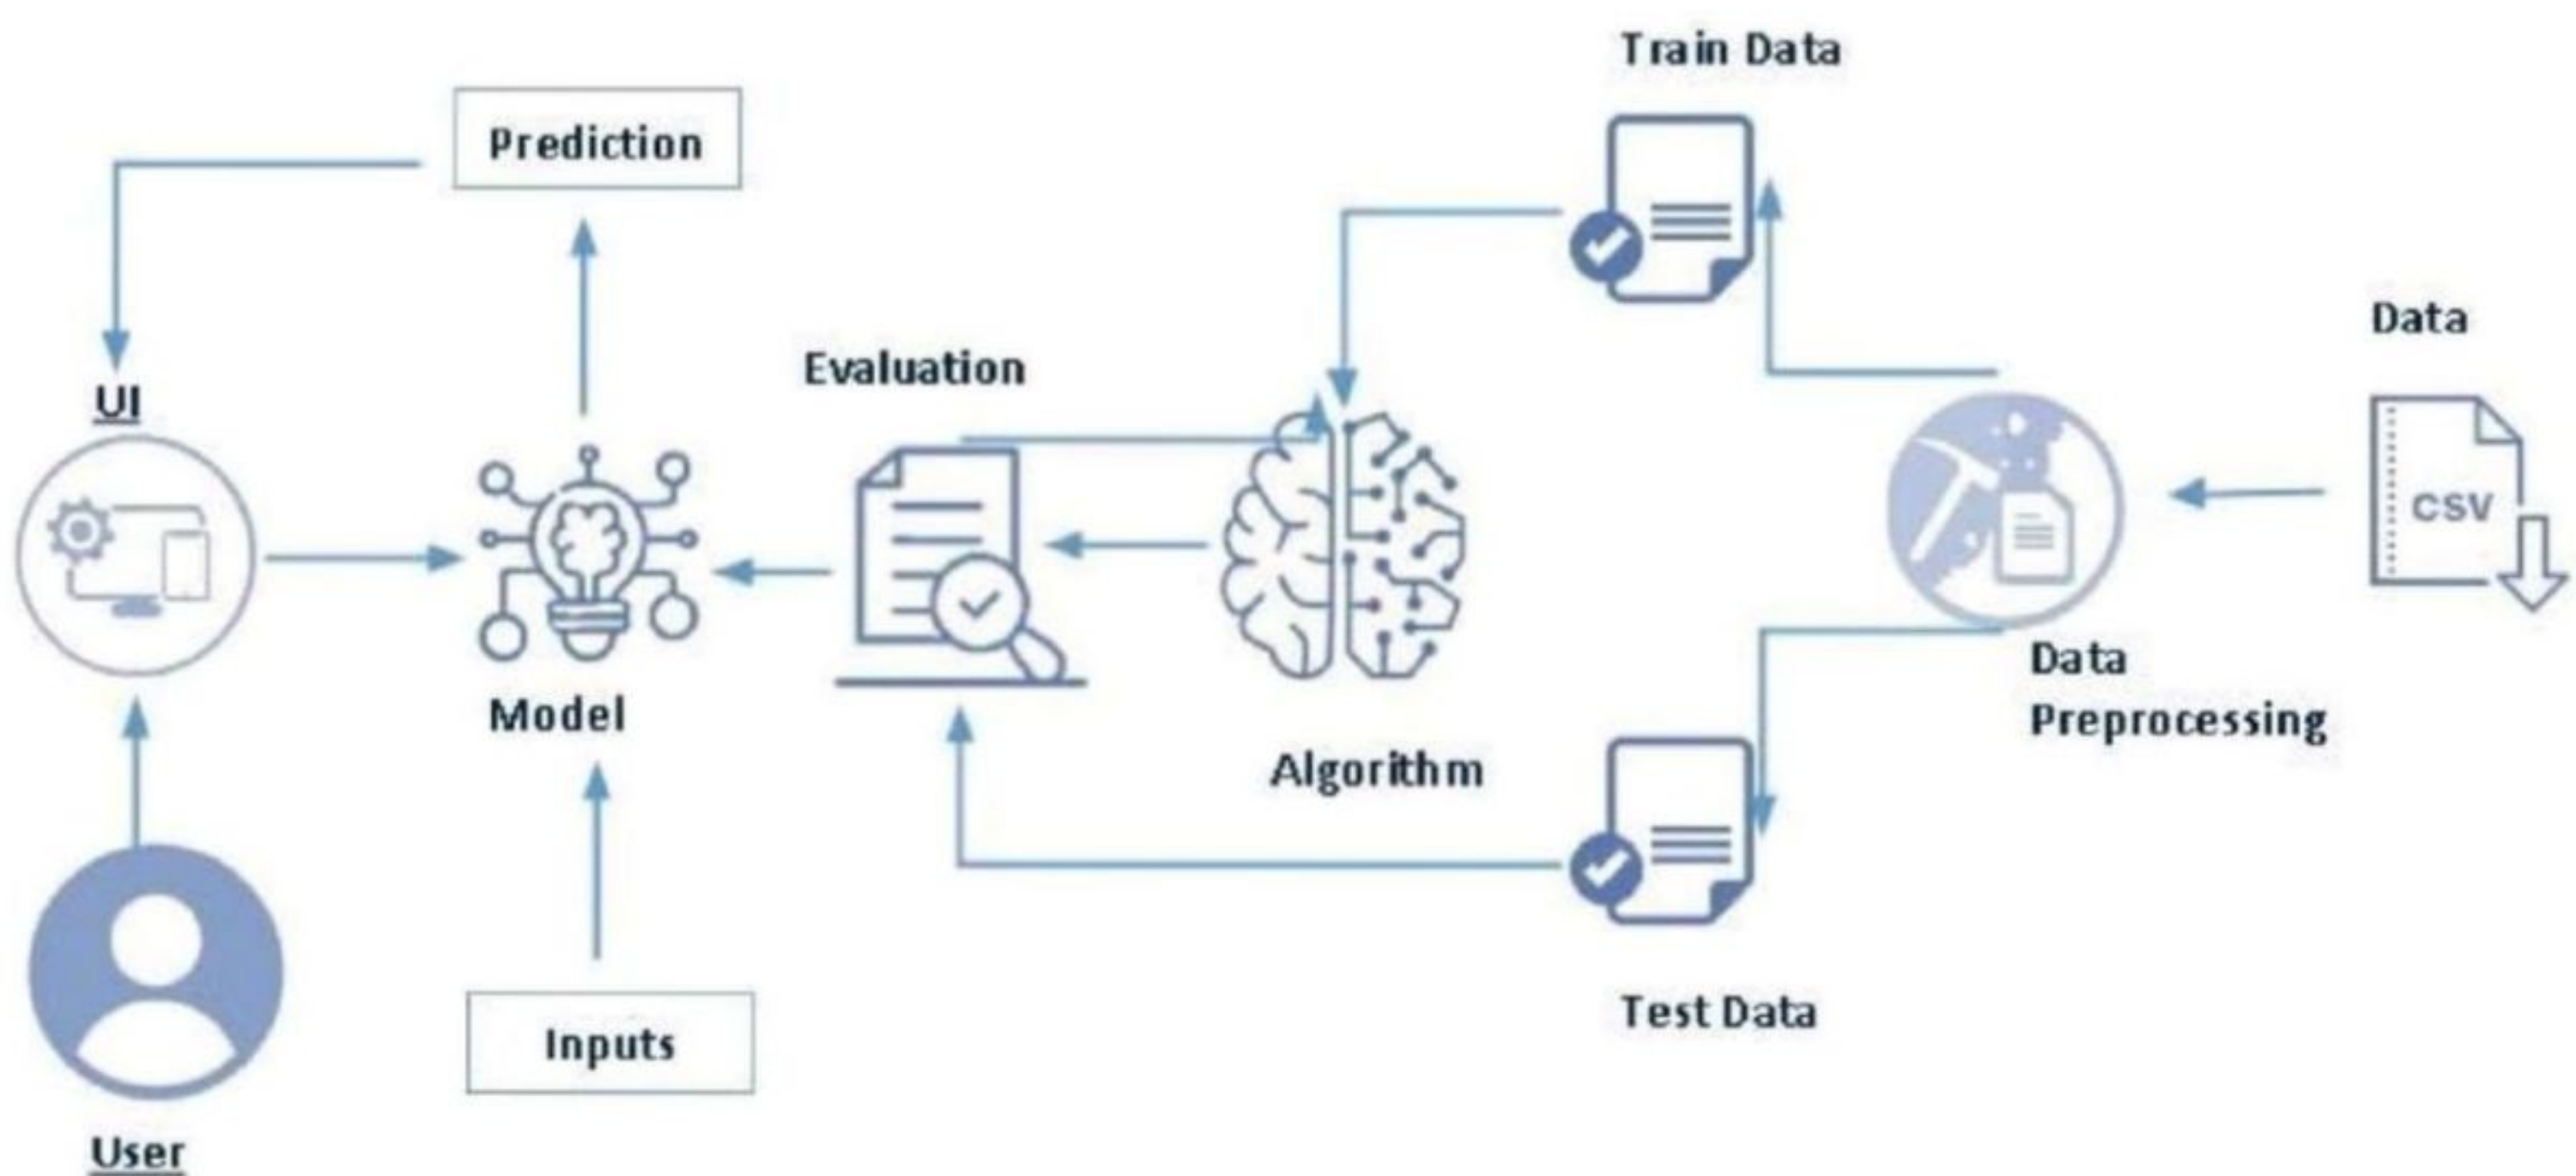 Train Data
Prediction
Data
Evaluation
UI
CSV
Data
Preprocessing
Model
Algorithm
Test Data
Inputs
User